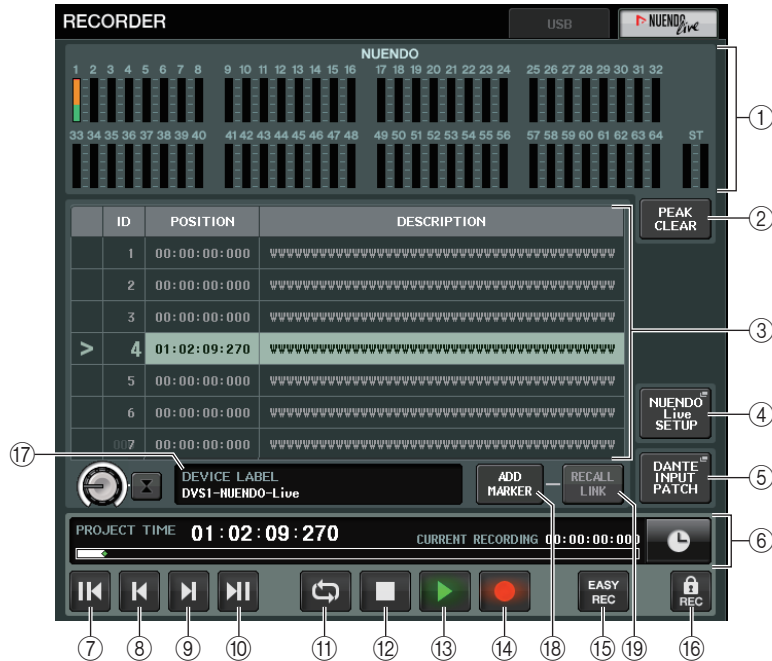 RECORDER USB NUENDO Live
NUENDO
1 2 3 4 5 6 7 8 9 10 11 12 13 14 15 16 17 18 19 20 21 22 23 24 25 26 27 28 29 30 31 32
33 34 35 36 37 38 39 40 41 42 43 44 45 46 47 48 49 50 51 52 53 54 55 56 57 58 59 60 61 62 63 64 ST
①
PEAK
CLEAR
②
ID POSITION DESCRIPTION
1 00:00:00:000
2 00:00:00:000
3 00:00:00:000
③
> 4 01:02:09:270
5 00:00:00:000
6 00:00:00:000
007 00:00:00:000
NUENDO
Live
SETUP
④
⑰
DEVICE LABEL
DVS1-NUENDO-Live
ADD
MARKER
RECALL
LINK
DANTE
INPUT
PATCH
⑤
PROJECT TIME 01:02:09:270 CURRENT RECORDING 00:00:00:000
⑥
EASY
REC
REC
⑦ ⑧ ⑨ ⑩ ⑪ ⑫ ⑬ ⑭ ⑱ ⑮ ⑲ ⑯